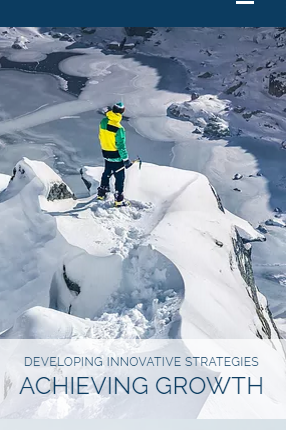 DEVELOPING INNOVATIVE STRATEGIES
ACHIEVING GROWTH